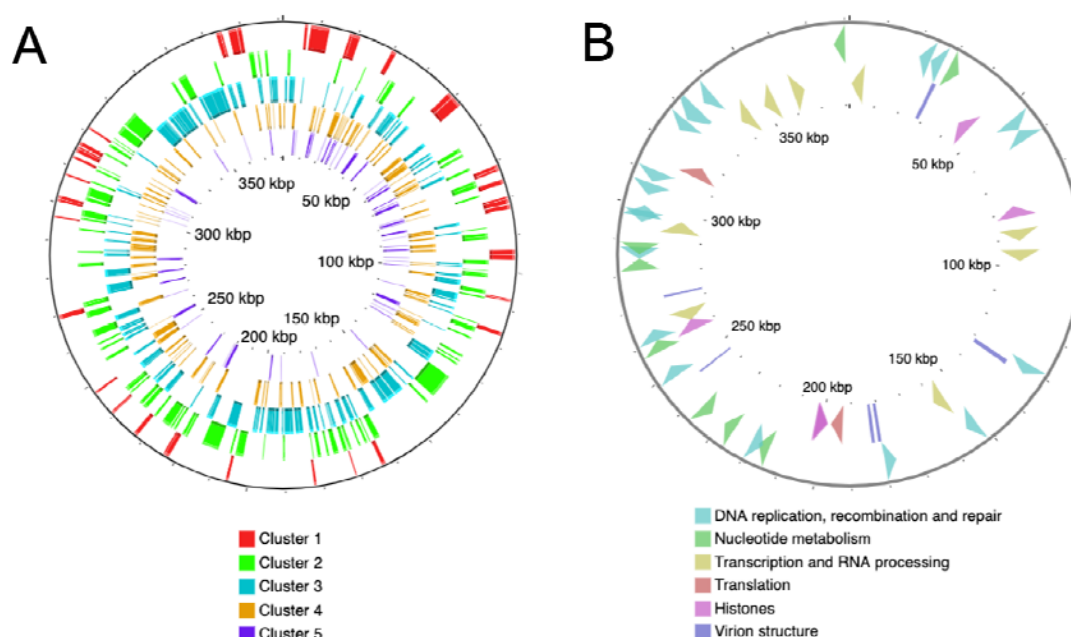 A
350 kbp
50 kbp
300 kbp
100 kbp
250 kbp
150 kbp
200 kbp
Cluster 1
Cluster 2
Cluster 3
Cluster 4
Cluster 5
B
350 kbp
50 kbp
300 kbp
100 kbp
250 kbp
150 kbp
200 kbp
DNA replication, recombination and repair
Nucleotide metabolism
Transcription and RNA processing
Translation
Histones
Virion structure